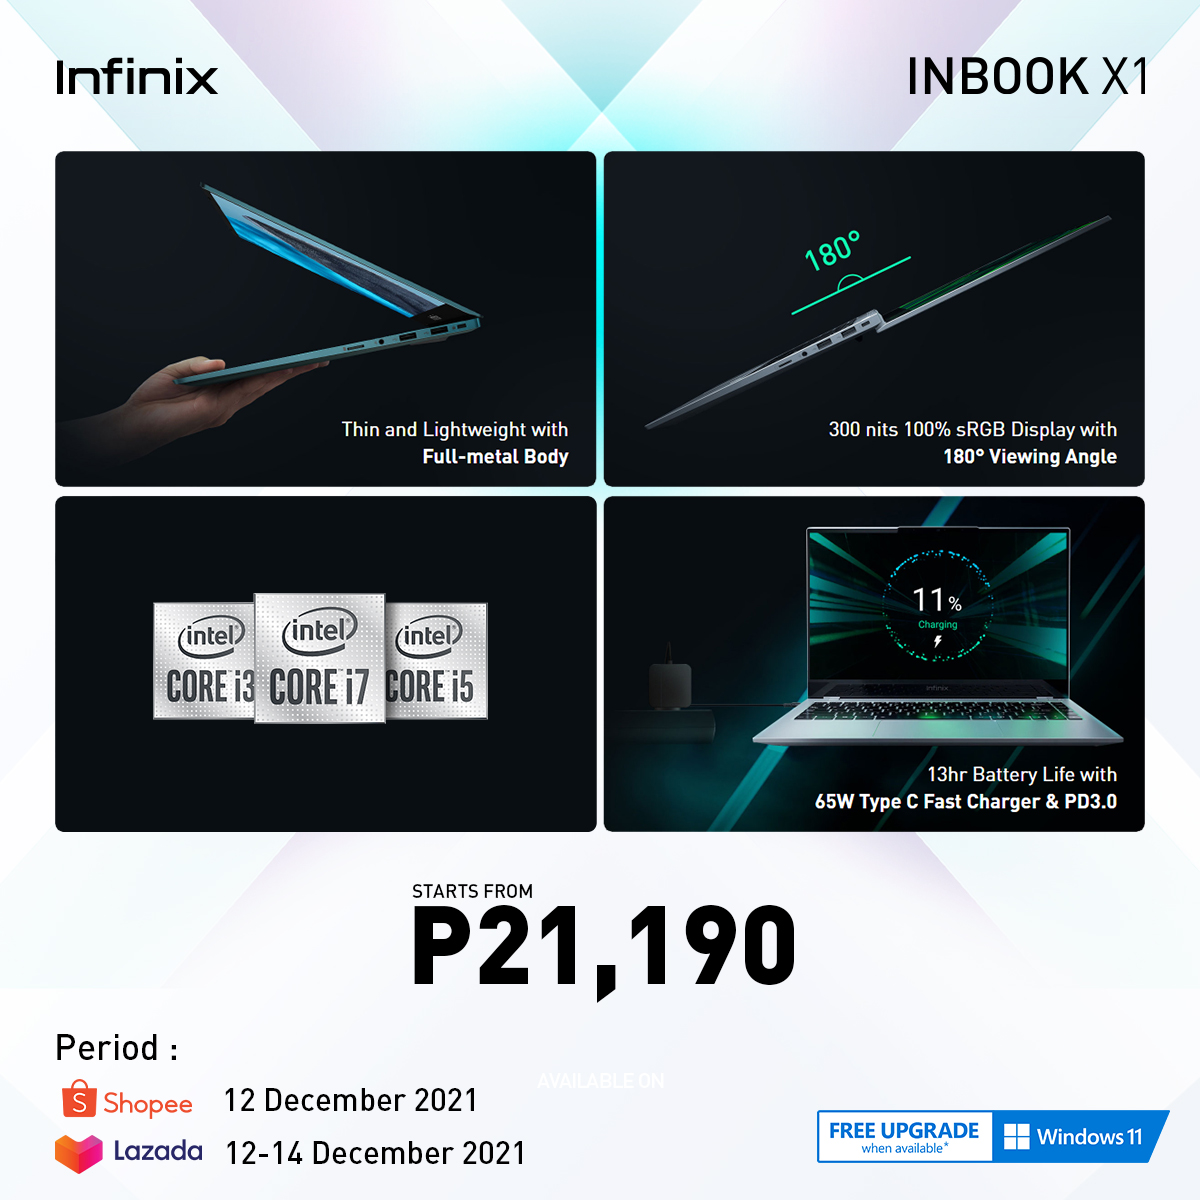 Infinix
INBOOK X1
Thin and Lightweight with
Full-metal Body
180°
300 nits 100% sRGB Display with
180° Viewing Angle
intel®
CORE i3
intel®
CORE™ i7
intel®
CORE i5
11%
Charging
Infinix
13hr Battery Life with
65W Type C Fast Charger & PD3.0
STARTS FROM
P21,190
Period :
Shopee 12 December 2021
AVAILABLE ON
Lazada 12-14 December 2021
FREE UPGRADE
when available*
Windows 11